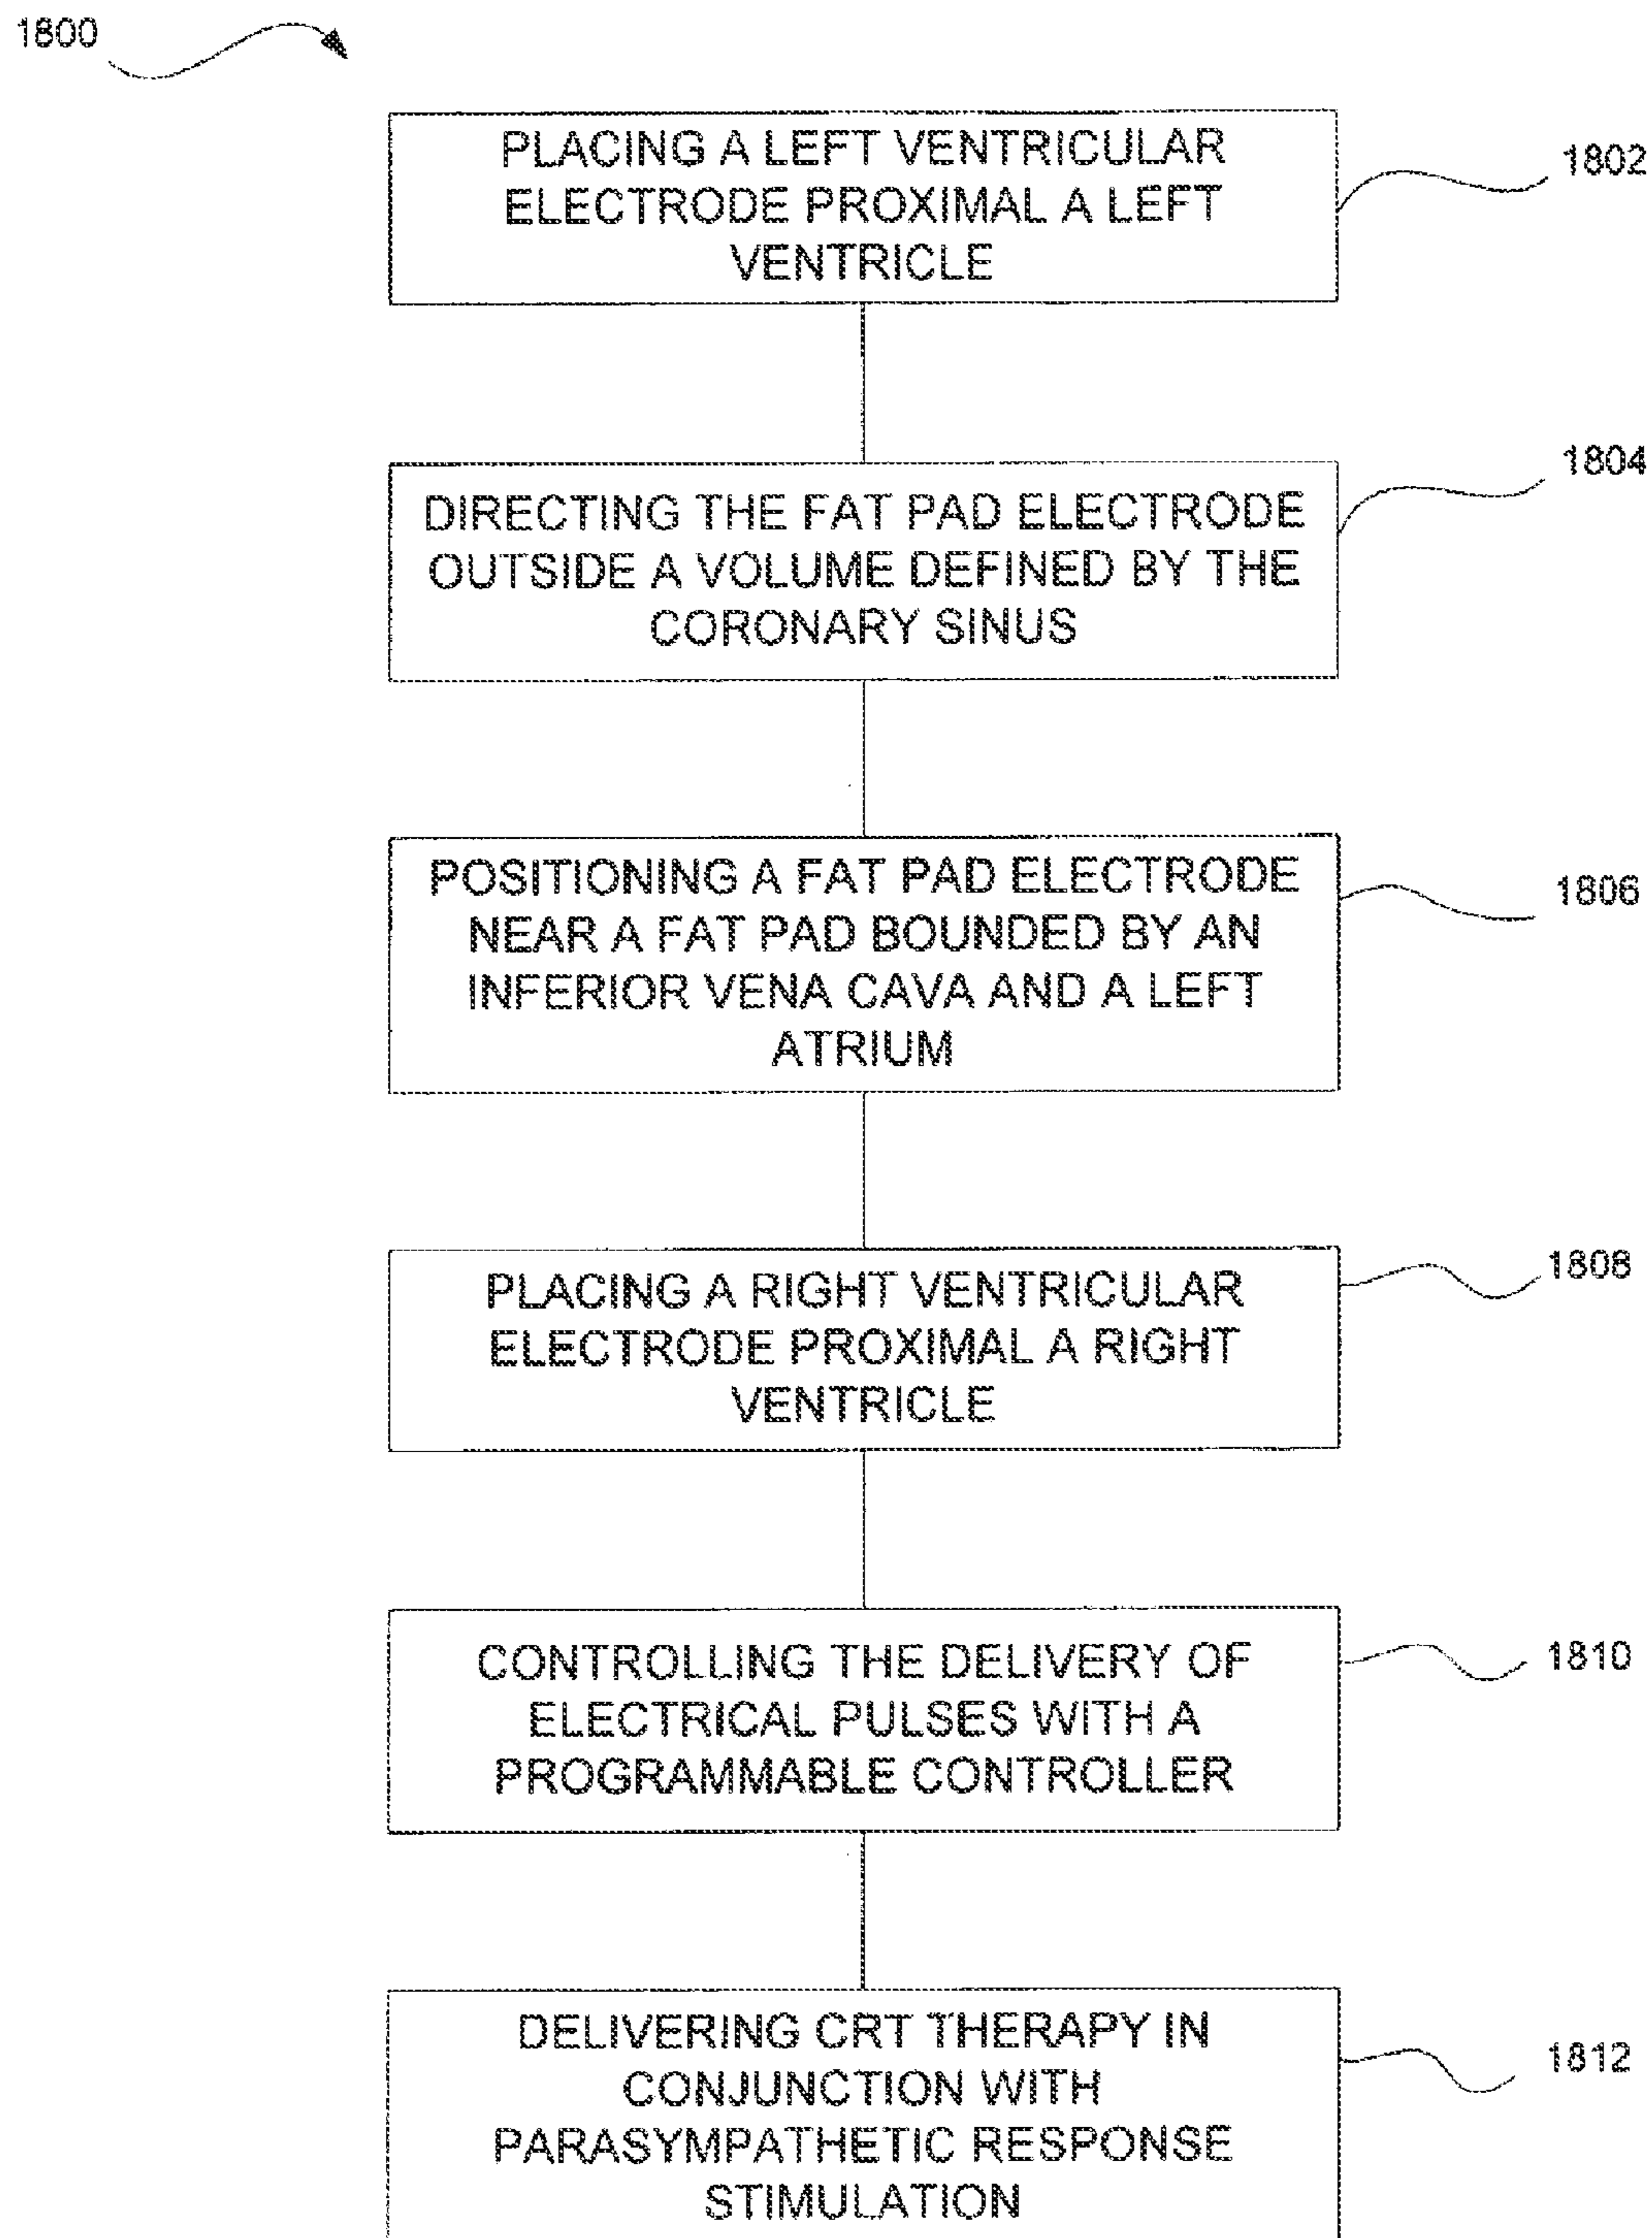 1800
PLACING A LEFT VENTRICULAR
ELECTRODE PROXIMAL A LEFT
VENTRICLE
1802
DIRECTING THE FAT PAD ELECTRODE
OUTSIDE A VOLUME DEFINED BY THE
CORONARY SINUS
1804
POSITIONING A FAT PAD ELECTRODE
NEAR A FAT PAD BOUNDED BY AN
INFERIOR VENA CAVA AND A LEFT
ATRIUM
1806
PLACING A RIGHT VENTRICULAR
ELECTRODE PROXIMAL A RIGHT
VENTRICLE
1808
CONTROLLING THE DELIVERY OF
ELECTRICAL PULSES WITH A
PROGRAMMABLE CONTROLLER
1810
DELIVERING CRT THERAPY IN
CONJUNCTION WITH
PARASYMPATHETIC RESPONSE
STIMULATION
1812